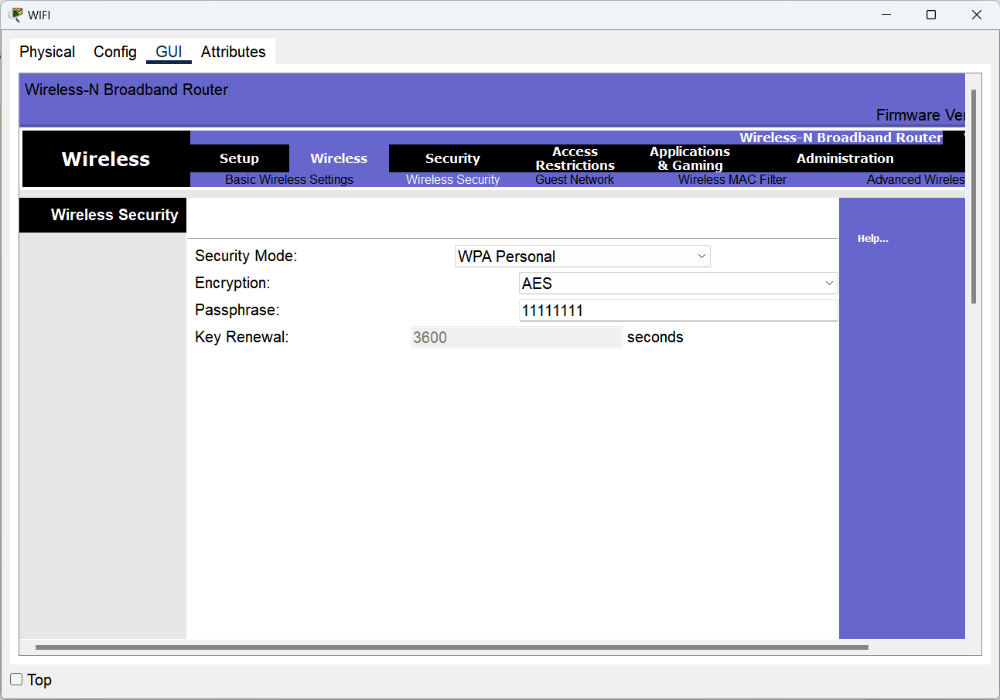 WIFI
Physical Config GUI Attributes
Wireless-N Broadband Router
Firmware Ver
Wireless-N Broadband Router
Wireless Setup Wireless Security Access Restrictions Applications & Gaming Administration
Basic Wireless Settings Wireless Security Guest Network Wireless MAC Filter Advanced Wireles
Wireless Security
Help...
Security Mode: WPA Personal
Encryption: AES
Passphrase: 11111111
Key Renewal: 3600 seconds
Top